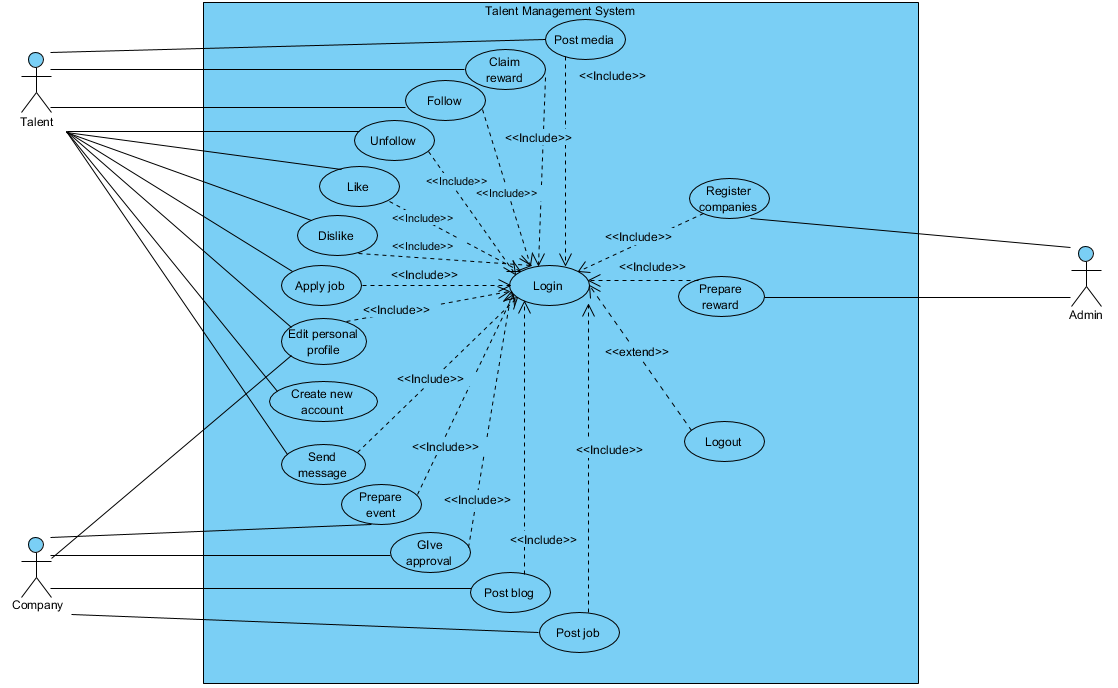 Talent Management System
Post media
<<Include>>
Claim
reward
Follow
Talent
<<Include>>
Unfollow
<<Include>>
<<Include>>
Like
Register
companies
<<Include>>
Dislike
<<Include>>
<<Include>>
<<Include>>
<<Include>>
Apply job
Login
Prepare
reward
Admin
<<Include>>
Edit personal
profile
<<extend>>
<<Include>>
Create new
account
Logout
<<Include>>
<<Include>>
Send
message
Prepare
event
<<Include>>
<<Include>>
GIve
approval
Post blog
Company
Post job